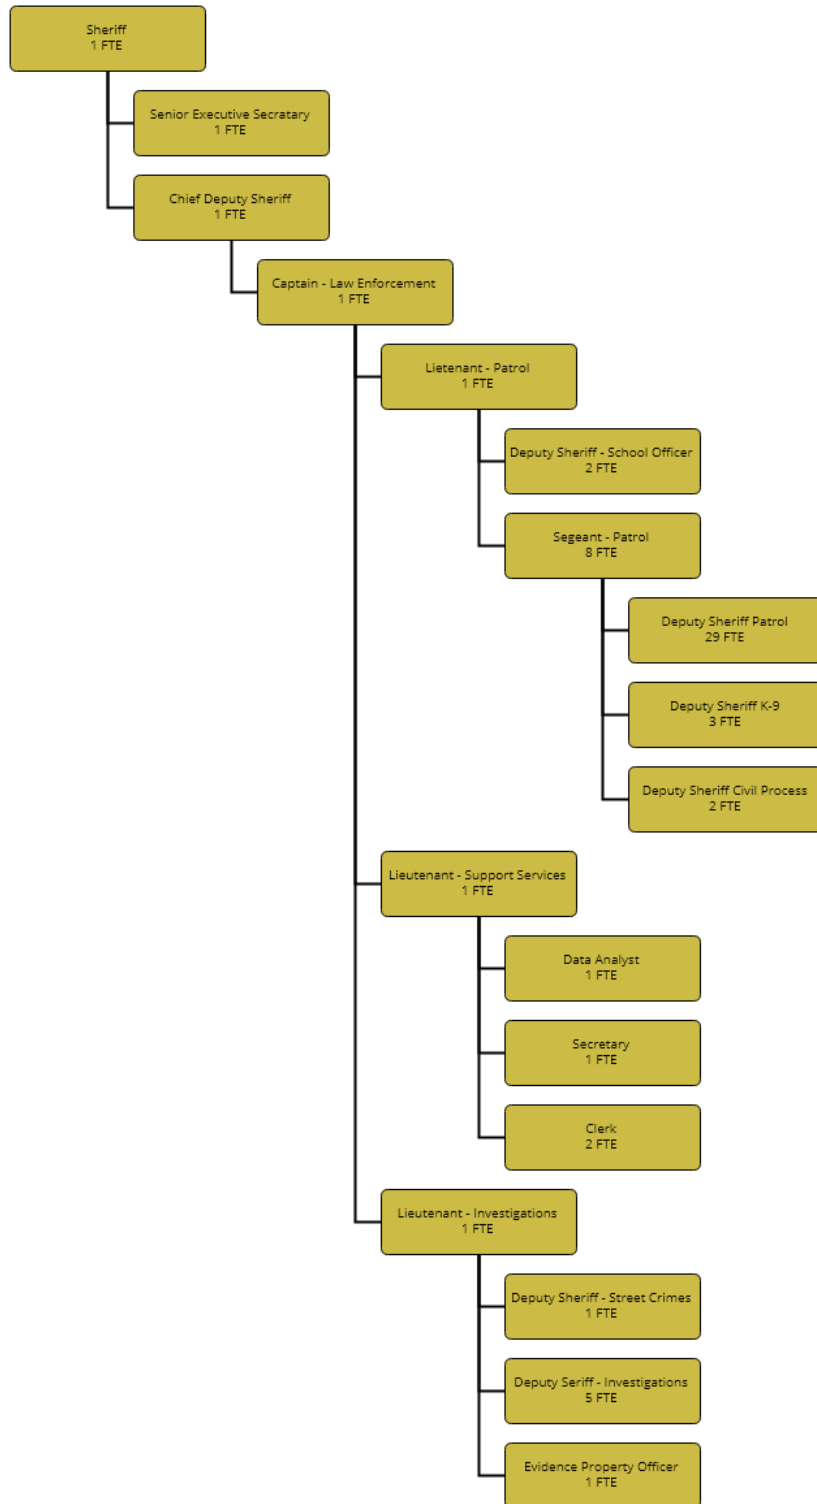 Sheriff
1 FTE
Senior Executive Secratary
1 FTE
Chief Deputy Sheriff
1 FTE
Captain - Law Enforcement
1 FTE
Lietenant - Patrol
1 FTE
Deputy Sheriff - School Officer
2 FTE
Segeant - Patrol
8 FTE
Deputy Sheriff Patrol
29 FTE
Deputy Sheriff K-9
3 FTE
Deputy Sheriff Civil Process
2 FTE
Lieutenant - Support Services
1 FTE
Data Analyst
1 FTE
Secretary
1 FTE
Clerk
2 FTE
Lieutenant - Investigations
1 FTE
Deputy Sheriff - Street Crimes
1 FTE
Deputy Seriff - Investigations
5 FTE
Evidence Property Officer
1 FTE